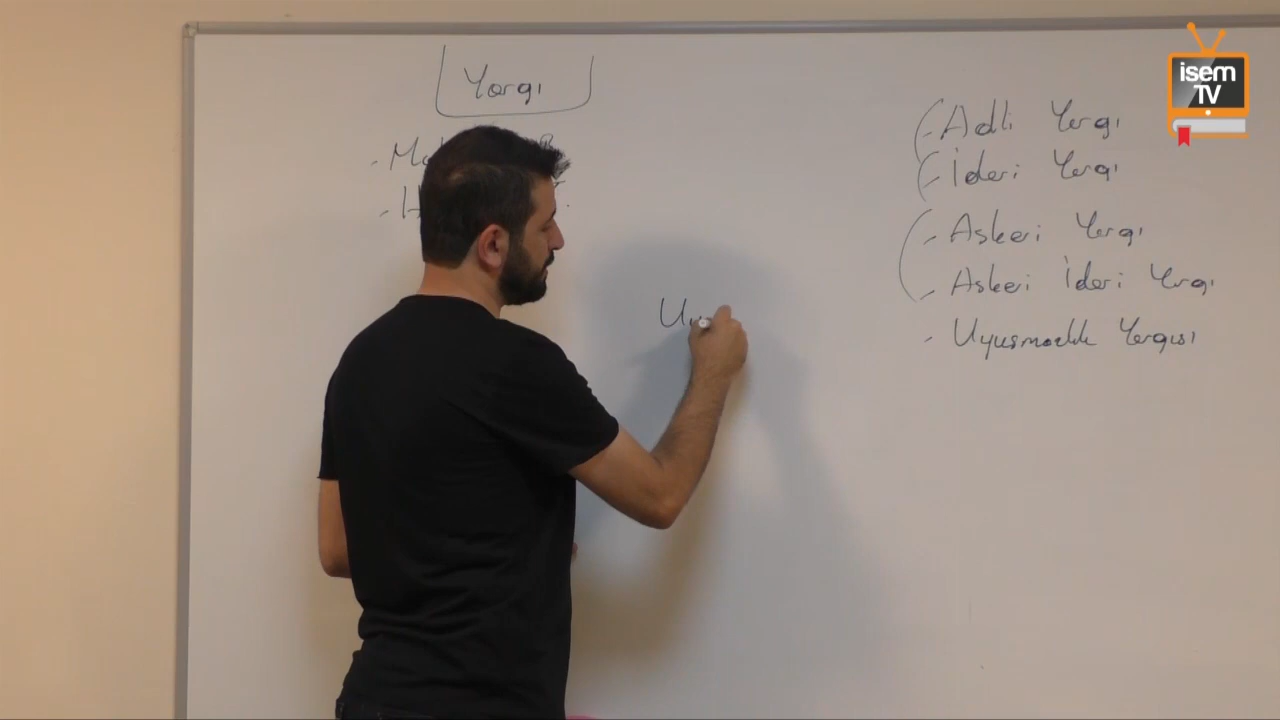 Yargı
- Adli Yargı
- İdari Yargı
- Askeri Yargı
- Askeri İdari Yargı
- Uyuşmazlık Yargısı
isem
TV